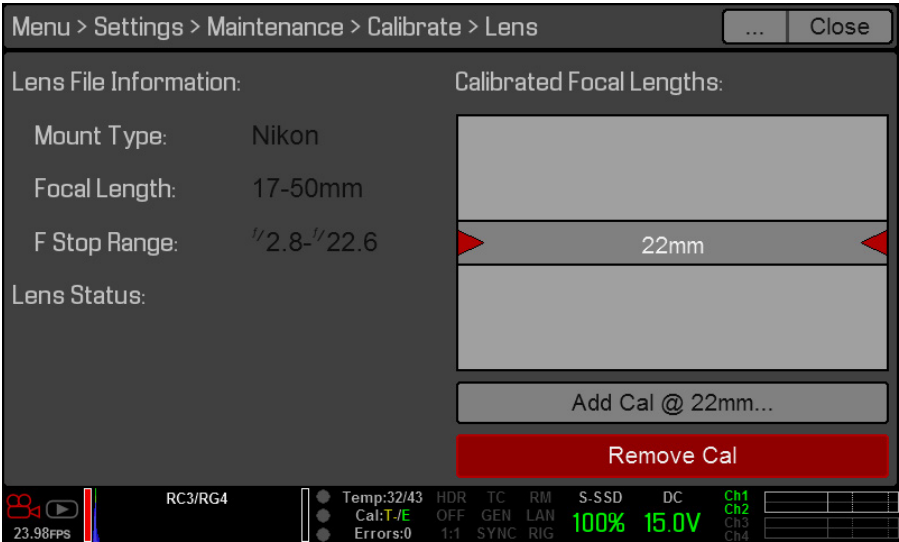 Menu > Settings > Maintenance > Calibrate > Lens
...
Close
Lens File Information:
Mount Type: Nikon
Focal Length: 17-50mm
F Stop Range: f/2.8-f/22.6
Lens Status:
Calibrated Focal Lengths:
22mm
Add Cal @ 22mm...
Remove Cal
23.98FPS
RC3/RG4
Temp:32/43
Cal:T-/E
Errors:0
HDR TC RM
OFF GEN LAN
1:1 SYNC RIG
S-SSD
100%
DC
15.0V
Ch1
Ch2
Ch3
Ch4